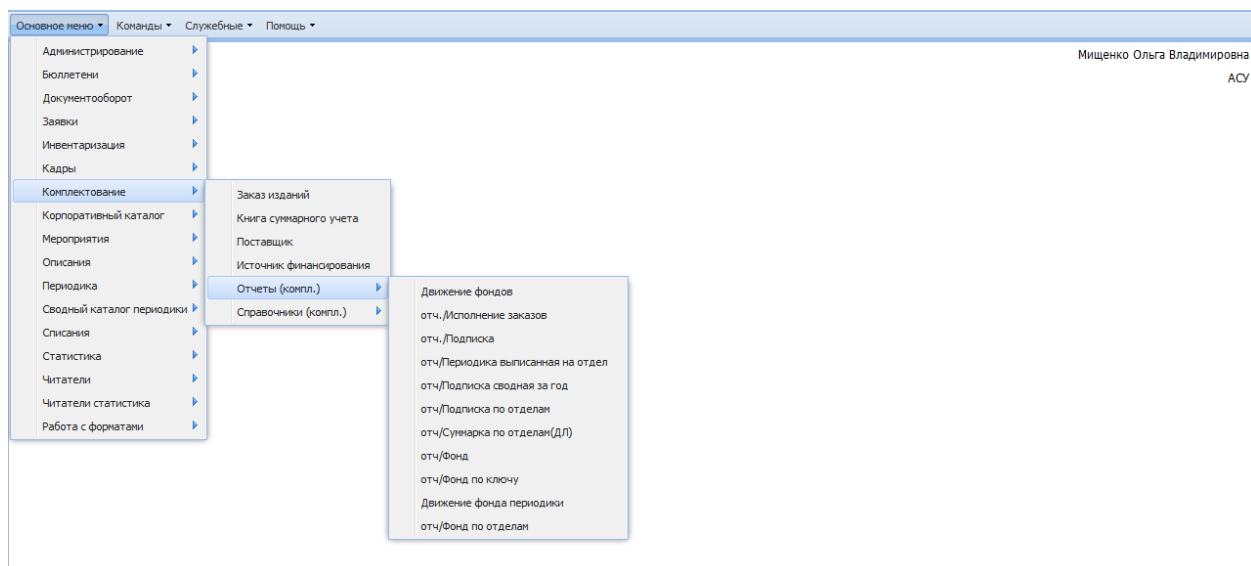 Основное меню Команды Служебные Помощь
Мищенко Ольга Владимировна
АСУ
Администрирование
Бюллетени
Документооборот
Заявки
Инвентаризация
Кадры
Комплектование
Корпоративный каталог
Мероприятия
Описания
Периодика
Сводный каталог периодики
Списания
Статистика
Читатели
Читатели статистика
Работа с форматами
Заказ изданий
Книга суммарного учета
Поставщик
Источник финансирования
Отчеты (компл.)
Справочники (компл.)
Движение фондов
отч./Исполнение заказов
отч./Подписка
отч/Периодика выписанная на отдел
отч/Подписка сводная за год
отч/Подписка по отделам
отч/Суммарка по отделам(ДЛ)
отч/Фонд
отч/Фонд по ключу
Движение фонда периодики
отч/Фонд по отделам